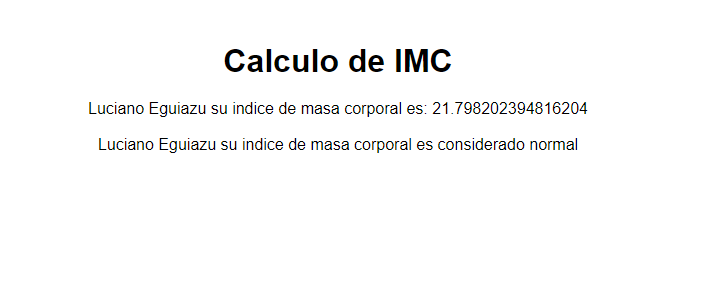 Calculo de IMC
Luciano Eguiazu su indice de masa corporal es: 21.798202394816204
Luciano Eguiazu su indice de masa corporal es considerado normal